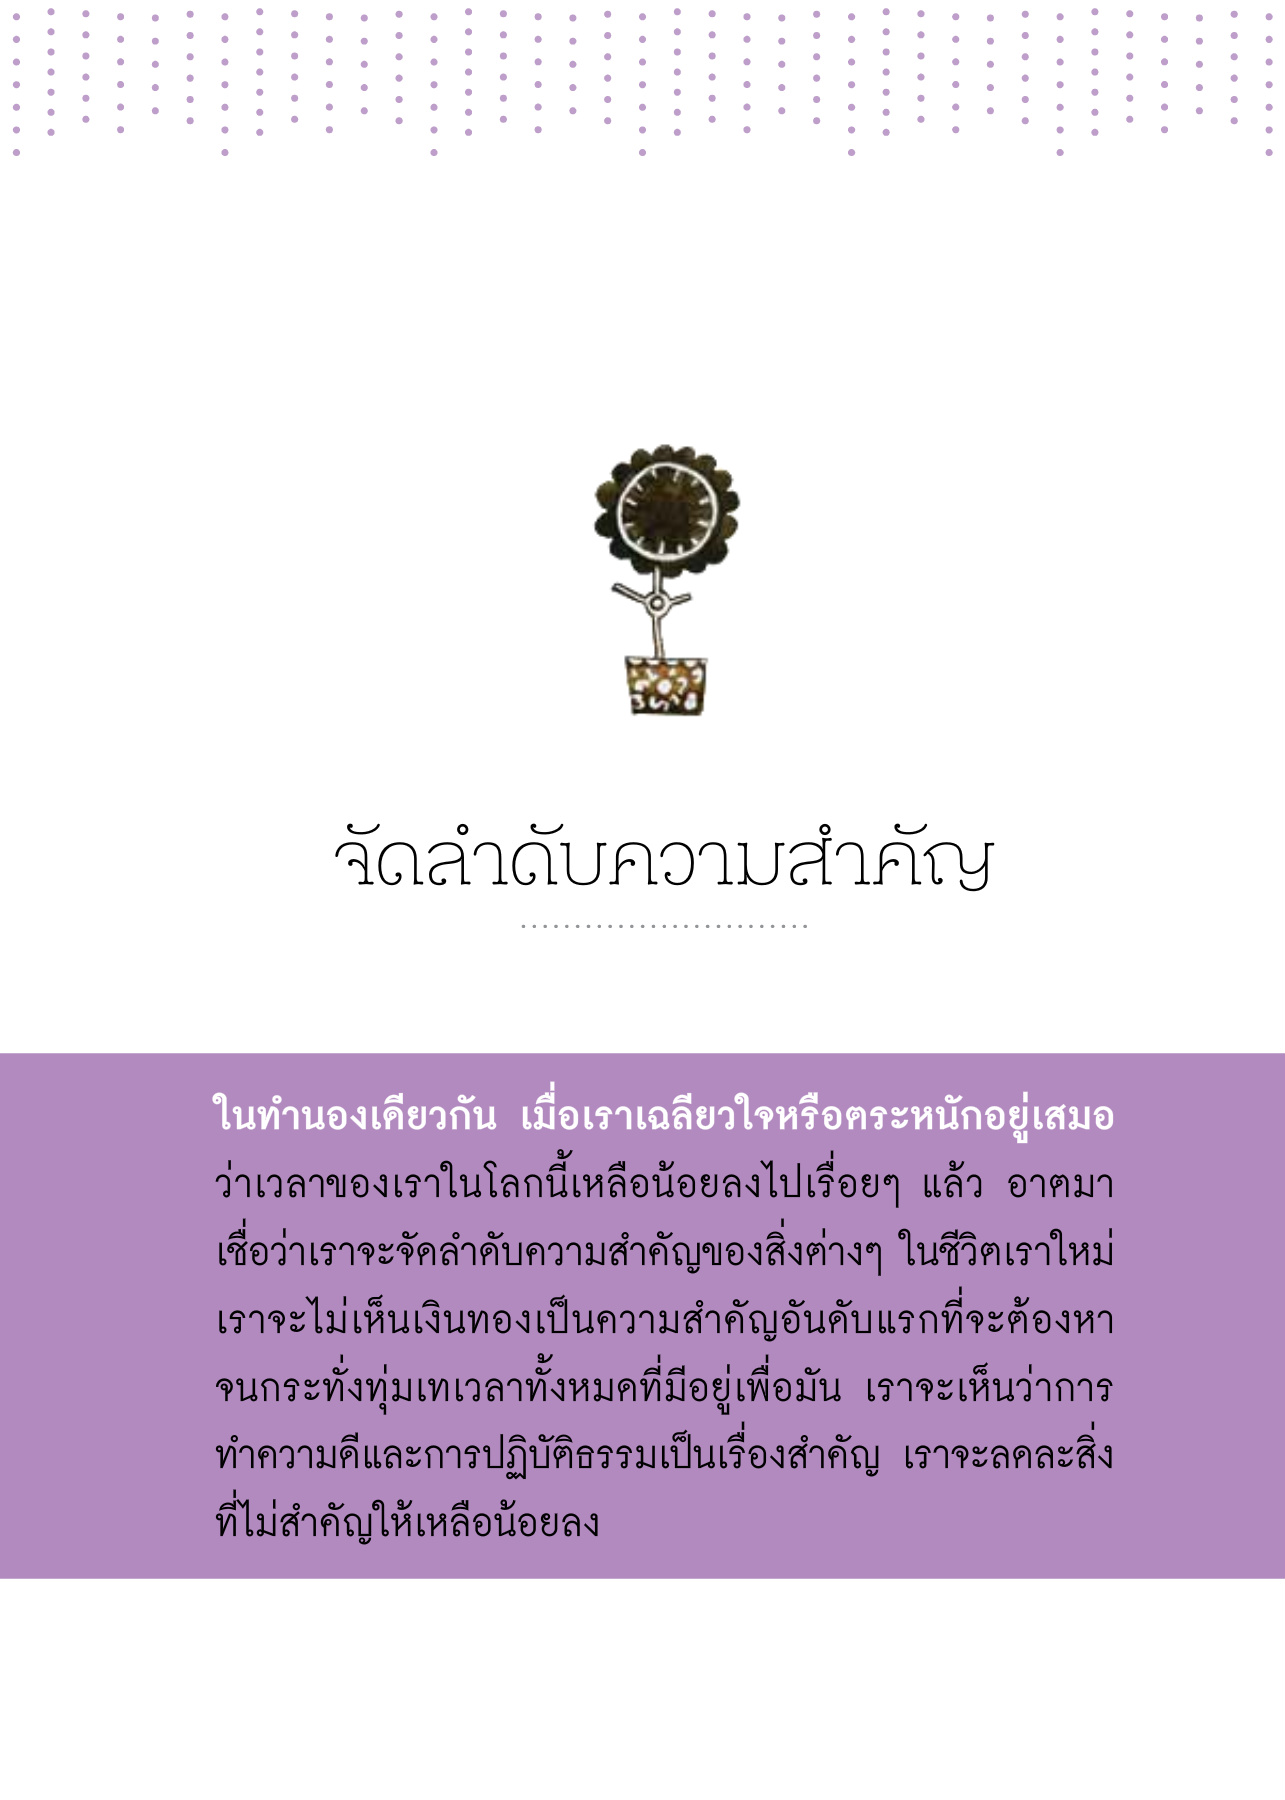 จัดลำดับความสำคัญ
ในทำนองเดียวกัน เมื่อเราเฉลียวใจหรือตระหนักอยู่เสมอ
ว่าเวลาของเราในโลกนี้เหลือน้อยลงไปเรื่อยๆ แล้ว อาตมา
เชื่อว่าเราจะจัดลำดับความสำคัญของสิ่งต่างๆ ในชีวิตเราใหม่
เราจะไม่เห็นเงินทองเป็นความสำคัญอันดับแรกที่จะต้องหา
จนกระทั่งทุ่มเทเวลาทั้งหมดที่มีอยู่เพื่อมัน เราจะเห็นว่าการ
ทำความดีและการปฏิบัติธรรมเป็นเรื่องสำคัญ เราจะลดละสิ่ง
ที่ไม่สำคัญให้เหลือน้อยลง